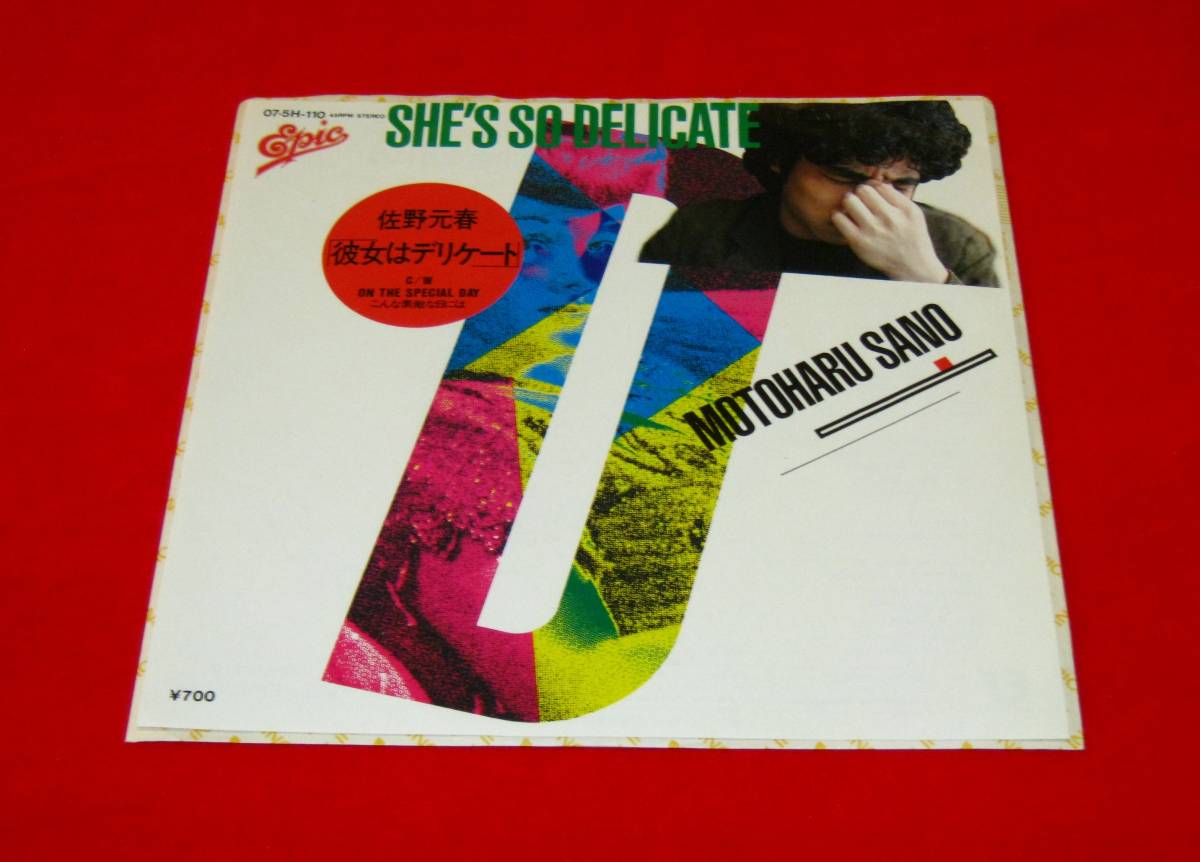 07・5H-110 45RPM STEREO
Epic
SHE'S SO DELICATE
佐野元春
「彼女はデリケート」
C/W
ON THE SPECIAL DAY
こんな素敵な日には
MOTOHARU SANO
¥700